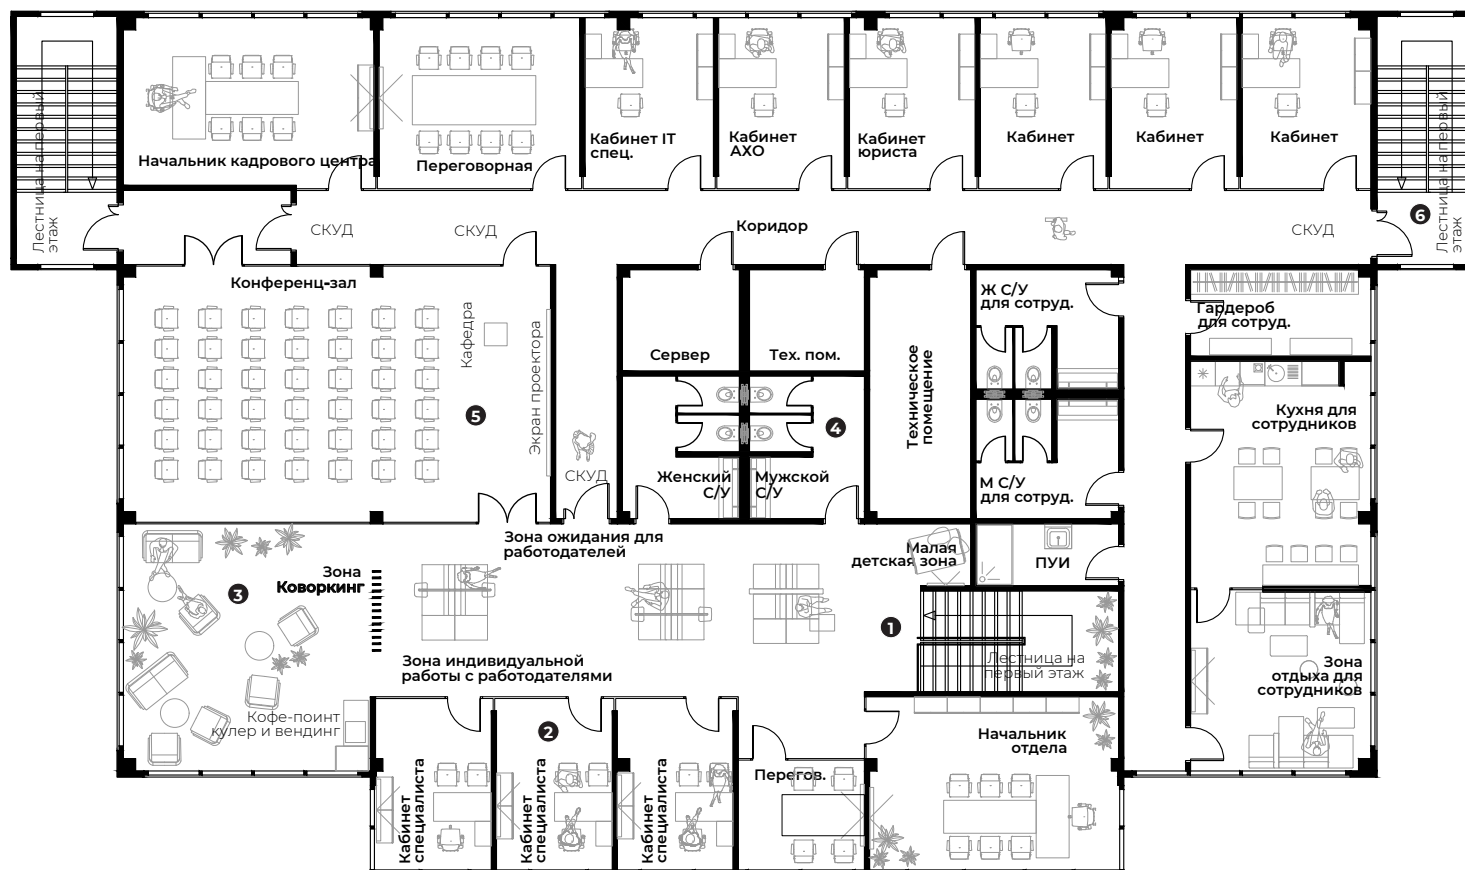 Лестница на первый
этаж
Начальник кадрового центра
Переговорная
Кабинет IT
спец.
Кабинет
АХО
Кабинет
юриста
Кабинет
Кабинет
Кабинет
Лестница на первый
этаж
6
СКУД
СКУД
Коридор
СКУД
Конференц-зал
Кафедра
Экран проектора
5
СКУД
Сервер
Тех. пом.
Женский
С/У
Мужской
С/У
4
Техническое
помещение
Ж С/У
для сотруд.
М С/У
для сотруд.
Гардероб
для сотруд.
Кухня для
сотрудников
Зона ожидания для
работодателей
Малая
детская зона
ПУИ
Зона
Коворкинг
3
1
Зона индивидуальной
работы с работодателями
Лестница на
первый этаж
Зона
отдыха для
сотрудников
Кофе-поинт
кулер и вендинг
2
Кабинет
специалиста
Кабинет
специалиста
Кабинет
специалиста
Перегов.
Начальник
отдела